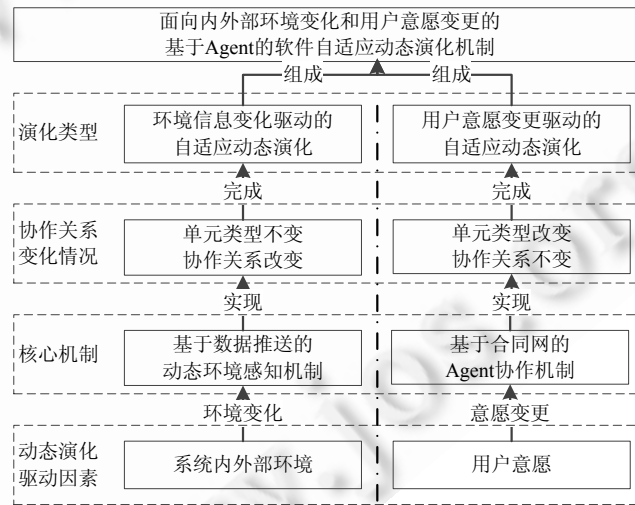 面向内外部环境变化和用户意愿变更的
基于Agent的软件自适应动态演化机制
组成 组成
演化类型
环境信息变化驱动的
自适应动态演化
用户意愿变更驱动的
自适应动态演化
完成 完成
协作关系
变化情况
单元类型不变
协作关系改变
单元类型改变
协作关系不变
实现 实现
核心机制
基于数据推送的
动态环境感知机制
基于合同网的
Agent协作机制
环境变化 意愿变更
动态演化
驱动因素
系统内外部环境
用户意愿